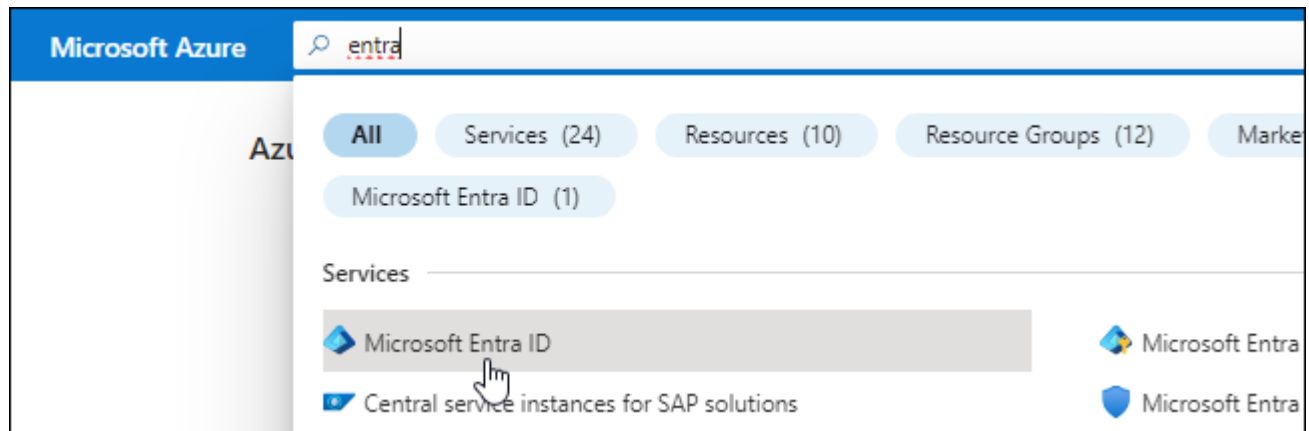 Microsoft Azure
entra
Azu
All Services (24) Resources (10) Resource Groups (12) Marke
Microsoft Entra ID (1)
Services
Microsoft Entra ID Microsoft Entra
Central service instances for SAP solutions Microsoft Entra